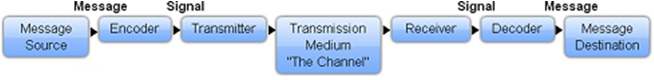 Message Signal Signal Message
Message
Source
Encoder
Transmitter
Transmission
Medium
"The Channel"
Receiver
Decoder
Message
Destination